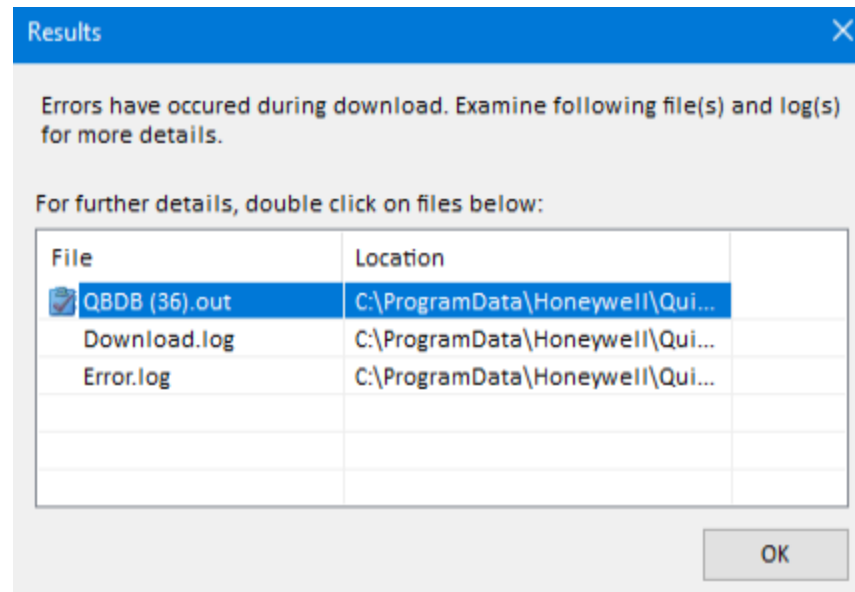 Results
Errors have occured during download. Examine following file(s) and log(s)
for more details.
For further details, double click on files below:
File Location
QBDB (36).out C:\ProgramData\Honeywell\Qui...
Download.log C:\ProgramData\Honeywell\Qui...
Error.log C:\ProgramData\Honeywell\Qui...
OK